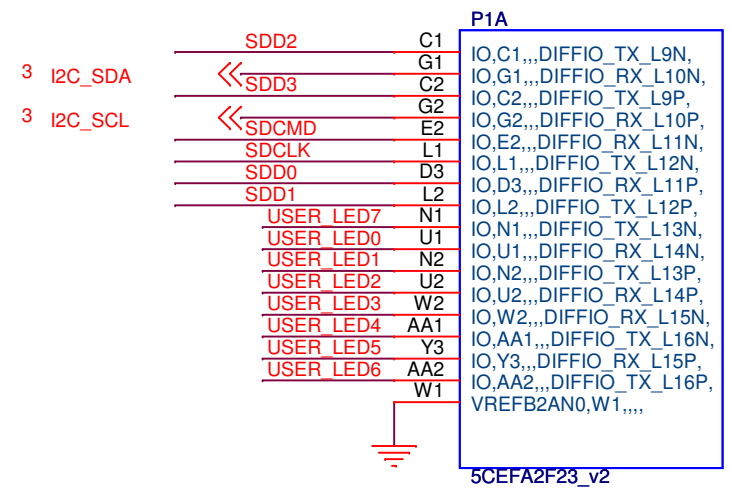 P1A
SDD2 C1 IO,C1,,,DIFFIO_TX_L9N,
3 I2C_SDA G1 IO,G1,,,DIFFIO_RX_L10N,
SDD3 C2 IO,C2,,,DIFFIO_TX_L9P,
3 I2C_SCL G2 IO,G2,,,DIFFIO_RX_L10P,
SDCMD E2 IO,E2,,,DIFFIO_RX_L11N,
SDCLK L1 IO,L1,,,DIFFIO_TX_L12N,
SDD0 D3 IO,D3,,,DIFFIO_RX_L11P,
SDD1 L2 IO,L2,,,DIFFIO_TX_L12P,
USER_LED7 N1 IO,N1,,,DIFFIO_TX_L13N,
USER_LED0 U1 IO,U1,,,DIFFIO_RX_L14N,
USER_LED1 N2 IO,N2,,,DIFFIO_TX_L13P,
USER_LED2 U2 IO,U2,,,DIFFIO_RX_L14P,
USER_LED3 W2 IO,W2,,,DIFFIO_RX_L15N,
USER_LED4 AA1 IO,AA1,,,DIFFIO_TX_L16N,
USER_LED5 Y3 IO,Y3,,,DIFFIO_RX_L15P,
USER_LED6 AA2 IO,AA2,,,DIFFIO_TX_L16P,
W1 VREFB2AN0,W1,,,,
5CEFA2F23_v2